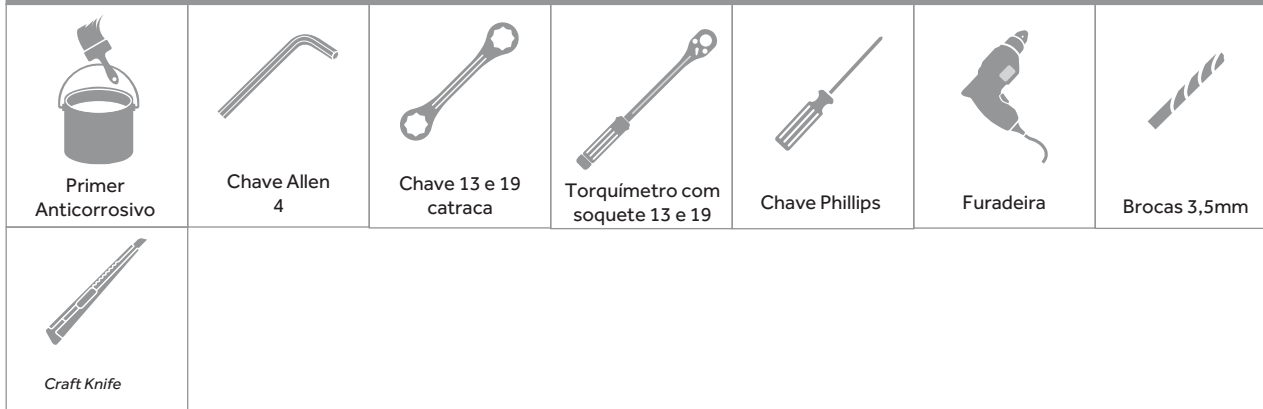 Primer
Anticorrosivo
Chave Allen
4
Chave 13 e 19
catraca
Torquímetro com
soquete 13 e 19
Chave Phillips
Furadeira
Brocas 3,5mm
Craft Knife